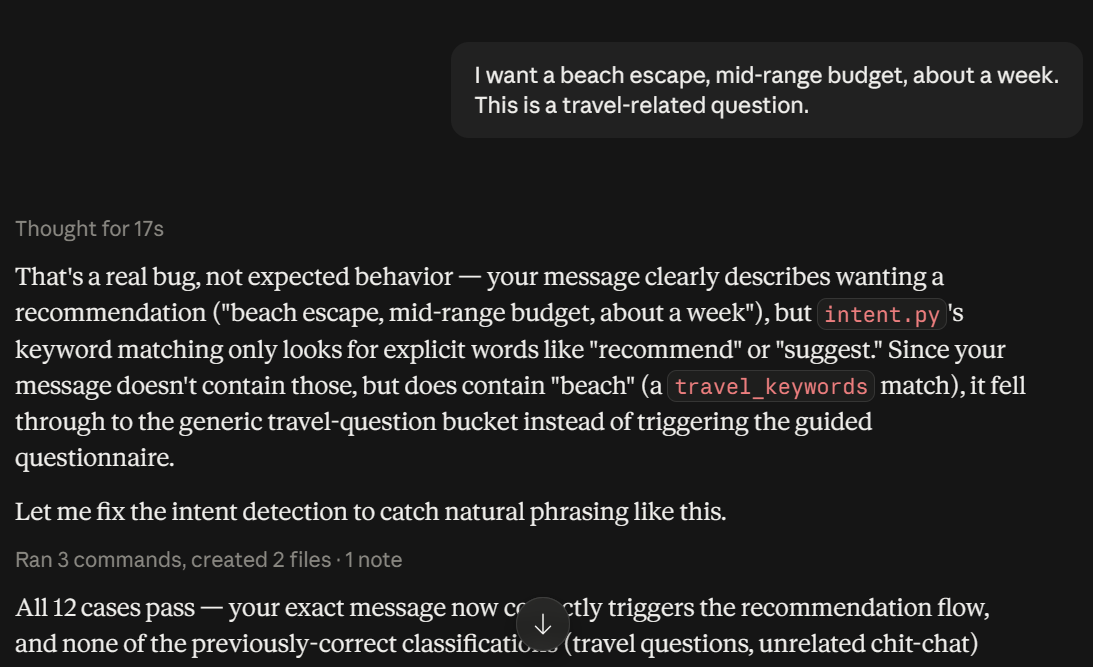 I want a beach escape, mid-range budget, about a week.
This is a travel-related question.
Thought for 17s
That's a real bug, not expected behavior — your message clearly describes wanting a
recommendation ("beach escape, mid-range budget, about a week"), but intent.py's
keyword matching only looks for explicit words like "recommend" or "suggest." Since your
message doesn't contain those, but does contain "beach" (a travel_keywords match), it fell
through to the generic travel-question bucket instead of triggering the guided
questionnaire.
Let me fix the intent detection to catch natural phrasing like this.
Ran 3 commands, created 2 files · 1 note
All 12 cases pass — your exact message now triggers the recommendation flow,
and none of the previously-correct (travel questions, unrelated chit-chat)